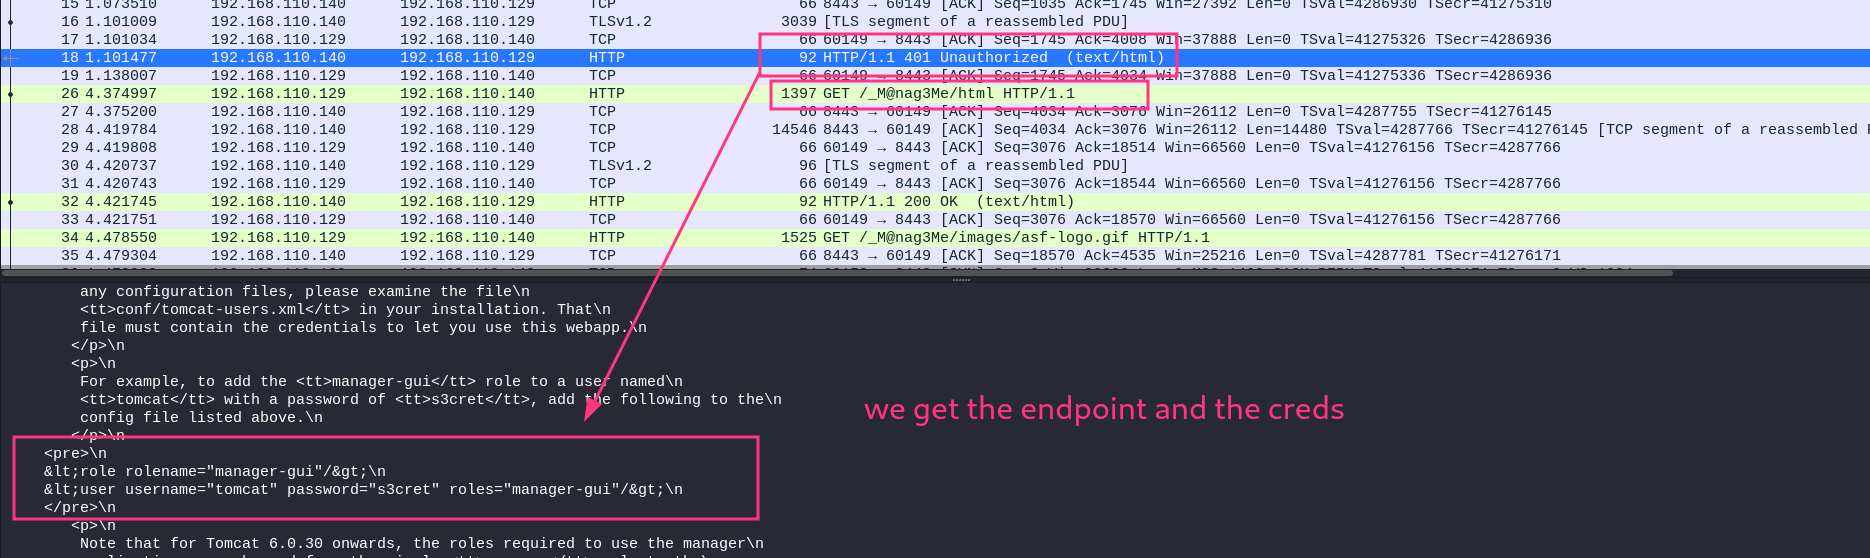 15 1.073510 192.168.110.140 192.168.110.129 TCP 66 8443 → 60149 [ACK] Seq=1035 Ack=1745 Win=27392 Len=0 TSval=4286930 TSecr=41275310
16 1.101009 192.168.110.140 192.168.110.129 TLSv1.2 3039 [TLS segment of a reassembled PDU]
17 1.101034 192.168.110.129 192.168.110.140 TCP 66 60149 → 8443 [ACK] Seq=1745 Ack=4008 Win=37888 Len=0 TSval=41275326 TSecr=4286936
18 1.101477 192.168.110.140 192.168.110.129 HTTP 92 HTTP/1.1 401 Unauthorized  (text/html)
19 1.138007 192.168.110.129 192.168.110.140 TCP 66 60149 → 8443 [ACK] Seq=1745 Ack=4034 Win=37888 Len=0 TSval=41275336 TSecr=4286936
26 4.374997 192.168.110.129 192.168.110.140 HTTP 1397 GET /_M@nag3Me/html HTTP/1.1
27 4.375200 192.168.110.140 192.168.110.129 TCP 66 8443 → 60149 [ACK] Seq=4034 Ack=3076 Win=26112 Len=0 TSval=4287755 TSecr=41276145
28 4.419784 192.168.110.140 192.168.110.129 TCP 14546 8443 → 60149 [ACK] Seq=4034 Ack=3076 Win=26112 Len=14480 TSval=4287766 TSecr=41276145 [TCP segment of a reassembled
29 4.419808 192.168.110.129 192.168.110.140 TCP 66 60149 → 8443 [ACK] Seq=3076 Ack=18514 Win=66560 Len=0 TSval=41276156 TSecr=4287766
30 4.420737 192.168.110.140 192.168.110.129 TLSv1.2 96 [TLS segment of a reassembled PDU]
31 4.420743 192.168.110.129 192.168.110.140 TCP 66 60149 → 8443 [ACK] Seq=3076 Ack=18544 Win=66560 Len=0 TSval=41276156 TSecr=4287766
32 4.421745 192.168.110.140 192.168.110.129 HTTP 92 HTTP/1.1 200 OK  (text/html)
33 4.421751 192.168.110.129 192.168.110.140 TCP 66 60149 → 8443 [ACK] Seq=3076 Ack=18570 Win=66560 Len=0 TSval=41276156 TSecr=4287766
34 4.478550 192.168.110.129 192.168.110.140 HTTP 1525 GET /_M@nag3Me/images/asf-logo.gif HTTP/1.1
35 4.479304 192.168.110.140 192.168.110.129 TCP 66 8443 → 60149 [ACK] Seq=18570 Ack=4535 Win=25216 Len=0 TSval=4287781 TSecr=41276171
any configuration files, please examine the file\n
<tt>conf/tomcat-users.xml</tt> in your installation. That\n
file must contain the credentials to let you use this webapp.\n
</p>\n
<p>\n
For example, to add the <tt>manager-gui</tt> role to a user named\n
<tt>tomcat</tt> with a password of <tt>s3cret</tt>, add the following to the\n
config file listed above.\n
</p>\n
we get the endpoint and the creds
<pre>\n
&lt;role rolename="manager-gui"/&gt;\n
&lt;user username="tomcat" password="s3cret" roles="manager-gui"/&gt;\n
</pre>\n
<p>\n
Note that for Tomcat 6.0.30 onwards, the roles required to use the manager\n